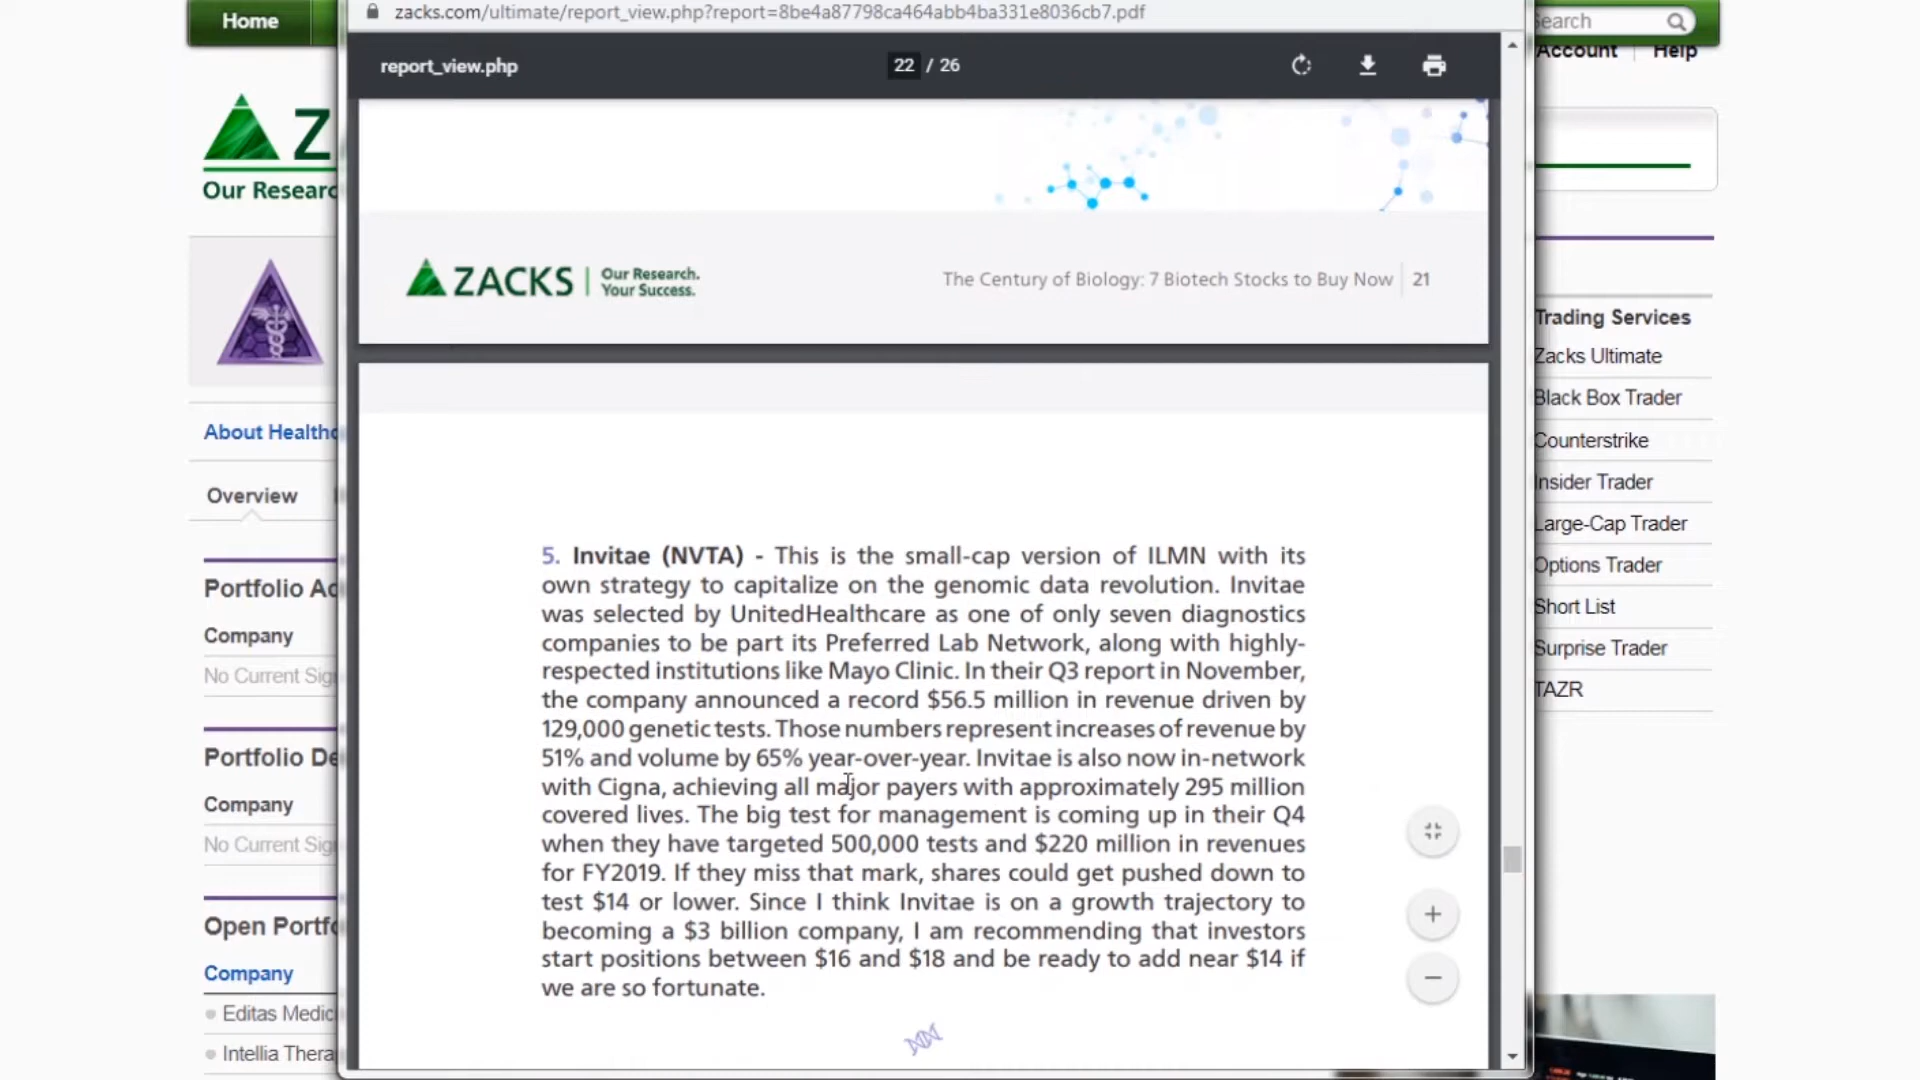 Home
zacks.com/ultimate/report_view.php?report=8be4a87798ca464abb4ba331e8036cb7.pdf
Search
Account
Help
report_view.php
22 / 26
Z
Our Research
ZACKS
Our Research.
Your Success.
The Century of Biology: 7 Biotech Stocks to Buy Now 21
About Healthc
Overview
Portfolio Ad
Company
No Current Sig
Portfolio De
Company
No Current Sig
Open Portfo
Company
Editas Medic
Intellia Thera
5. Invitae (NVTA) - This is the small-cap version of ILMN with its
own strategy to capitalize on the genomic data revolution. Invitae
was selected by UnitedHealthcare as one of only seven diagnostics
companies to be part its Preferred Lab Network, along with highly-
respected institutions like Mayo Clinic. In their Q3 report in November,
the company announced a record $56.5 million in revenue driven by
129,000 genetic tests. Those numbers represent increases of revenue by
51% and volume by 65% year-over-year. Invitae is also now in-network
with Cigna, achieving all major payers with approximately 295 million
covered lives. The big test for management is coming up in their Q4
when they have targeted 500,000 tests and $220 million in revenues
for FY2019. If they miss that mark, shares could get pushed down to
test $14 or lower. Since I think Invitae is on a growth trajectory to
becoming a $3 billion company, I am recommending that investors
start positions between $16 and $18 and be ready to add near $14 if
we are so fortunate.
Trading Services
Zacks Ultimate
Black Box Trader
Counterstrike
Insider Trader
Large-Cap Trader
Options Trader
Short List
Surprise Trader
TAZR